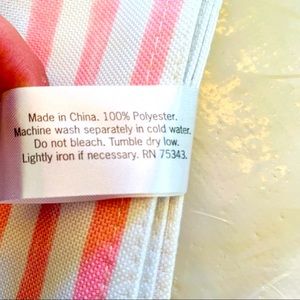 Made in China. 100% Polyester.
Machine wash separately in cold water.
Do not bleach. Tumble dry low.
Lightly iron if necessary. RN 75343.